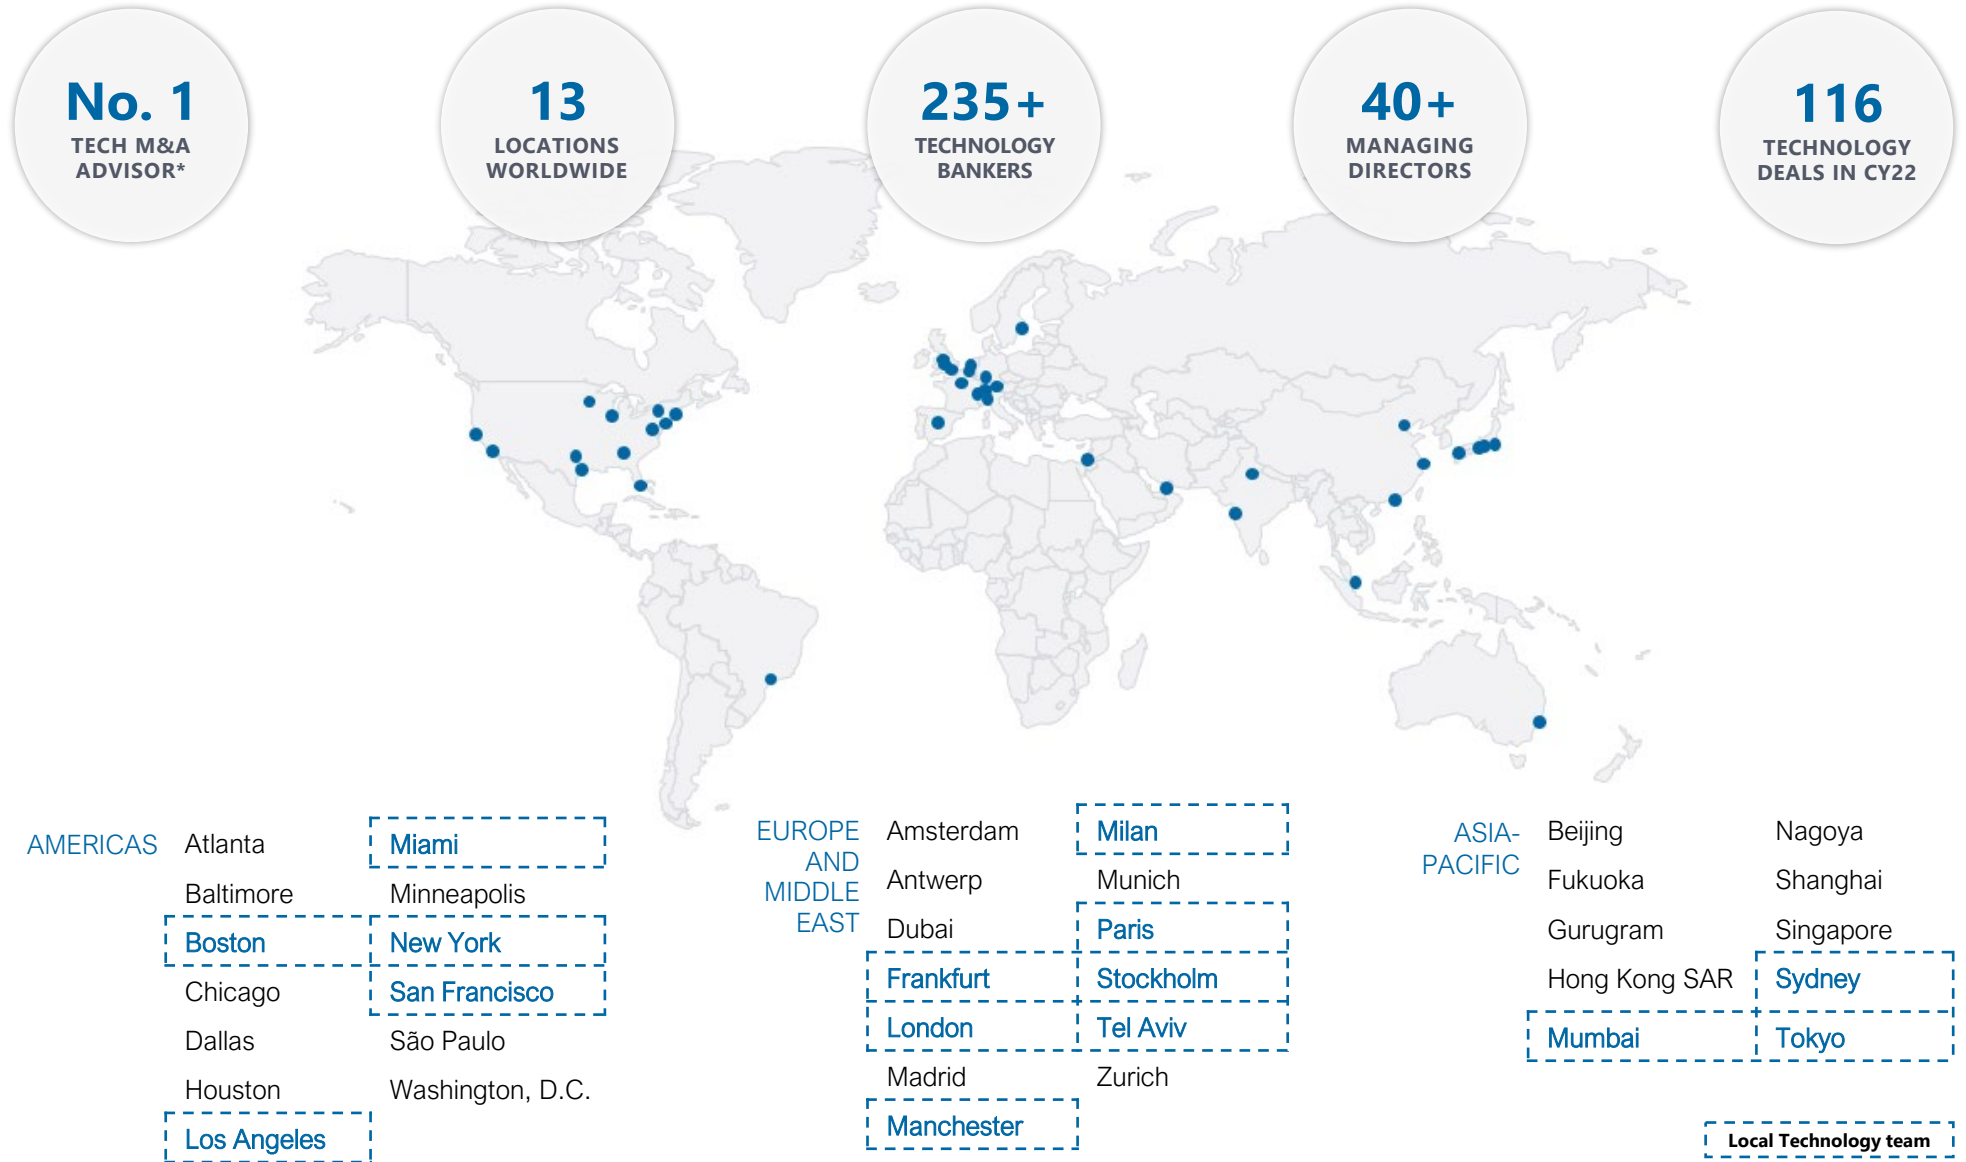 No. 1
TECH M&A
ADVISOR*
13
LOCATIONS
WORLDWIDE
235+
TECHNOLOGY
BANKERS
40+
MANAGING
DIRECTORS
116
TECHNOLOGY
DEALS IN CY22
AMERICAS
Atlanta
Baltimore
Boston
Chicago
Dallas
Houston
Los Angeles
Miami
Minneapolis
New York
San Francisco
São Paulo
Washington, D.C.
EUROPE
AND
MIDDLE
EAST
Amsterdam
Antwerp
Dubai
Frankfurt
London
Madrid
Manchester
Milan
Munich
Paris
Stockholm
Tel Aviv
Zurich
ASIA-
PACIFIC
Beijing
Fukuoka
Gurugram
Hong Kong SAR
Mumbai
Nagoya
Shanghai
Singapore
Sydney
Tokyo
Local Technology team